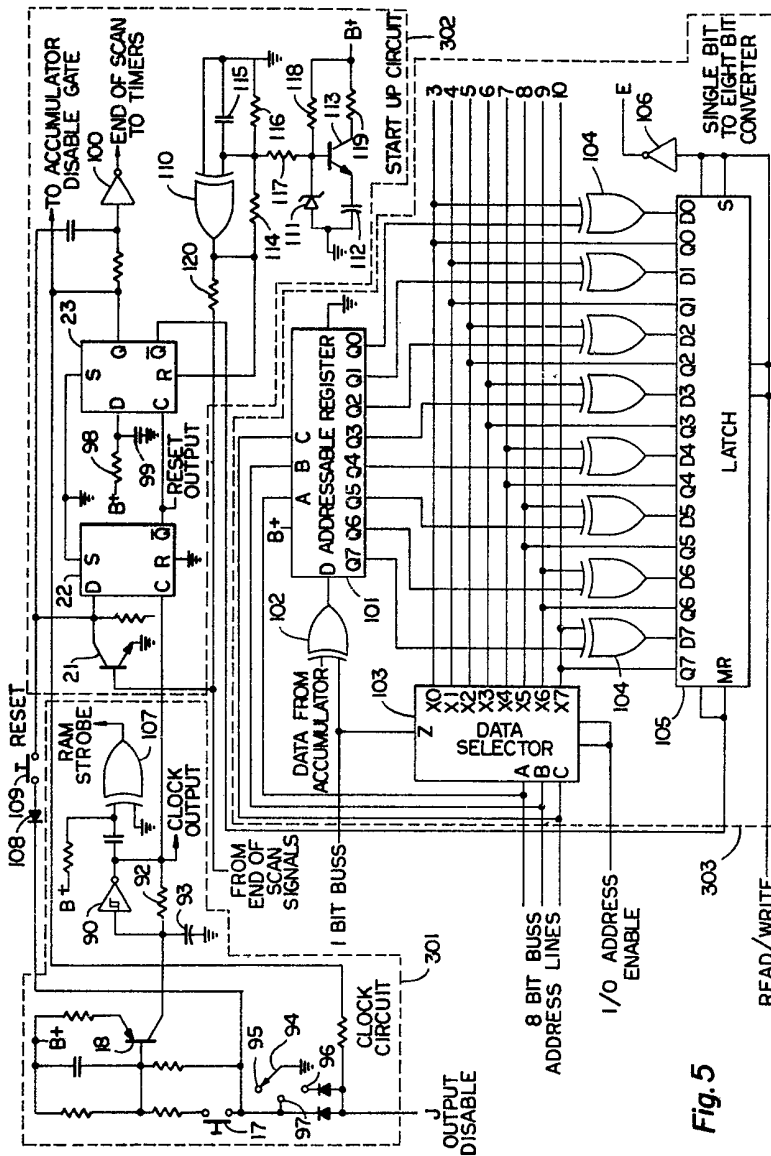 TO ACCUMULATOR
DISABLE GATE
END OF SCAN
TO TIMERS
100
23
S
D
Q
C
R
Q̅
98
B+
99
RESET
OUTPUT
22
S
D
Q̅
C
R
21
RESET
109
108
RAM
STROBE
107
B+
90
92
93
CLOCK
OUTPUT
FROM
END OF
SCAN
SIGNALS
B+
18
17
95
94
96
97
CLOCK
CIRCUIT
301
J
OUTPUT
DISABLE
110
115
116
117
118
B+
113
119
111
112
114
120
START UP CIRCUIT
302
B+
A
B
C
D ADDRESSABLE REGISTER
Q7 Q6 Q5 Q4 Q3 Q2 Q1 Q0
101
102
DATA FROM
ACCUMULATOR
1 BIT BUSS
103
Z
DATA
SELECTOR
A
B
C
X0
X1
X2
X3
X4
X5
X6
X7
3
4
5
6
7
8
9
10
8 BIT BUSS
ADDRESS LINES
I/O ADDRESS
ENABLE
104
104
105
Q7 D7 Q6 D6 Q5 D5 Q4 D4 Q3 D3 Q2 D2 Q1 D1 Q0 D0
MR
LATCH
S
E
106
SINGLE BIT
TO EIGHT BIT
CONVERTER
303
READ/WRITE
Fig. 5